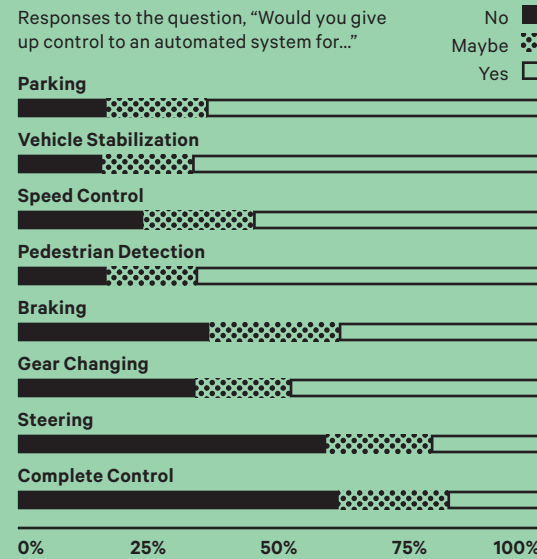 Responses to the question, “Would you give
up control to an automated system for...”
No
Maybe
Yes
Parking
Vehicle Stabilization
Speed Control
Pedestrian Detection
Braking
Gear Changing
Steering
Complete Control
0% 25% 50% 75% 100%